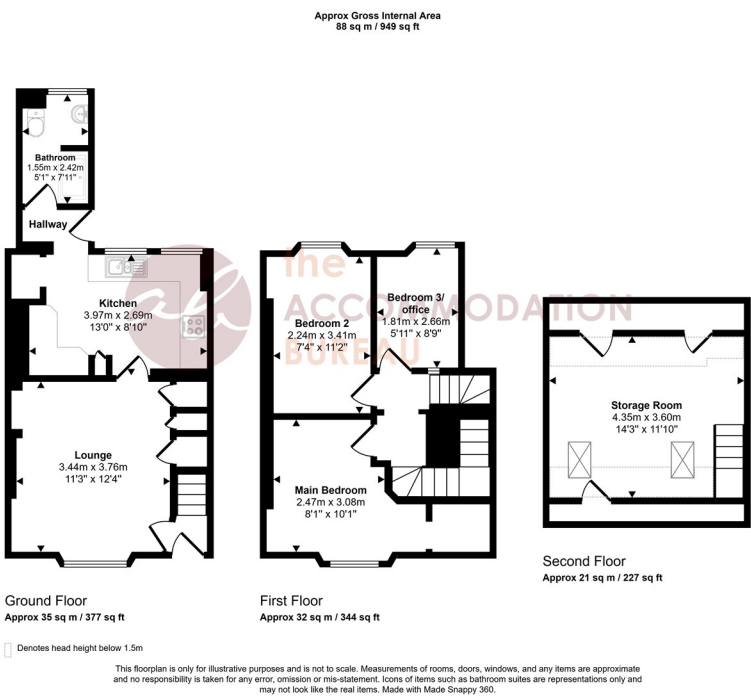 Approx Gross Internal Area
88 sq m / 949 sq ft
Bathroom
1.55m x 2.42m
5'1" x 7'11"
Hallway
Kitchen
3.97m x 2.69m
13'0" x 8'10"
Lounge
3.44m x 3.76m
11'3" x 12'4"
the
ACCOMMODATION
BUREAU
ah
Bedroom 2
2.24m x 3.41m
7'4" x 11'2"
Bedroom 3/
office
1.81m x 2.66m
5'11" x 8'9"
Main Bedroom
2.47m x 3.08m
8'1" x 10'1"
Storage Room
4.35m x 3.60m
14'3" x 11'10"
Ground Floor
Approx 35 sq m / 377 sq ft
First Floor
Approx 32 sq m / 344 sq ft
Second Floor
Approx 21 sq m / 227 sq ft
Denotes head height below 1.5m
This floorplan is only for illustrative purposes and is not to scale. Measurements of rooms, doors, windows, and any items are approximate
and no responsibility is taken for any error, omission or mis-statement. Icons of items such as bathroom suites are representations only and
may not look like the real items. Made with Made Snappy 360.